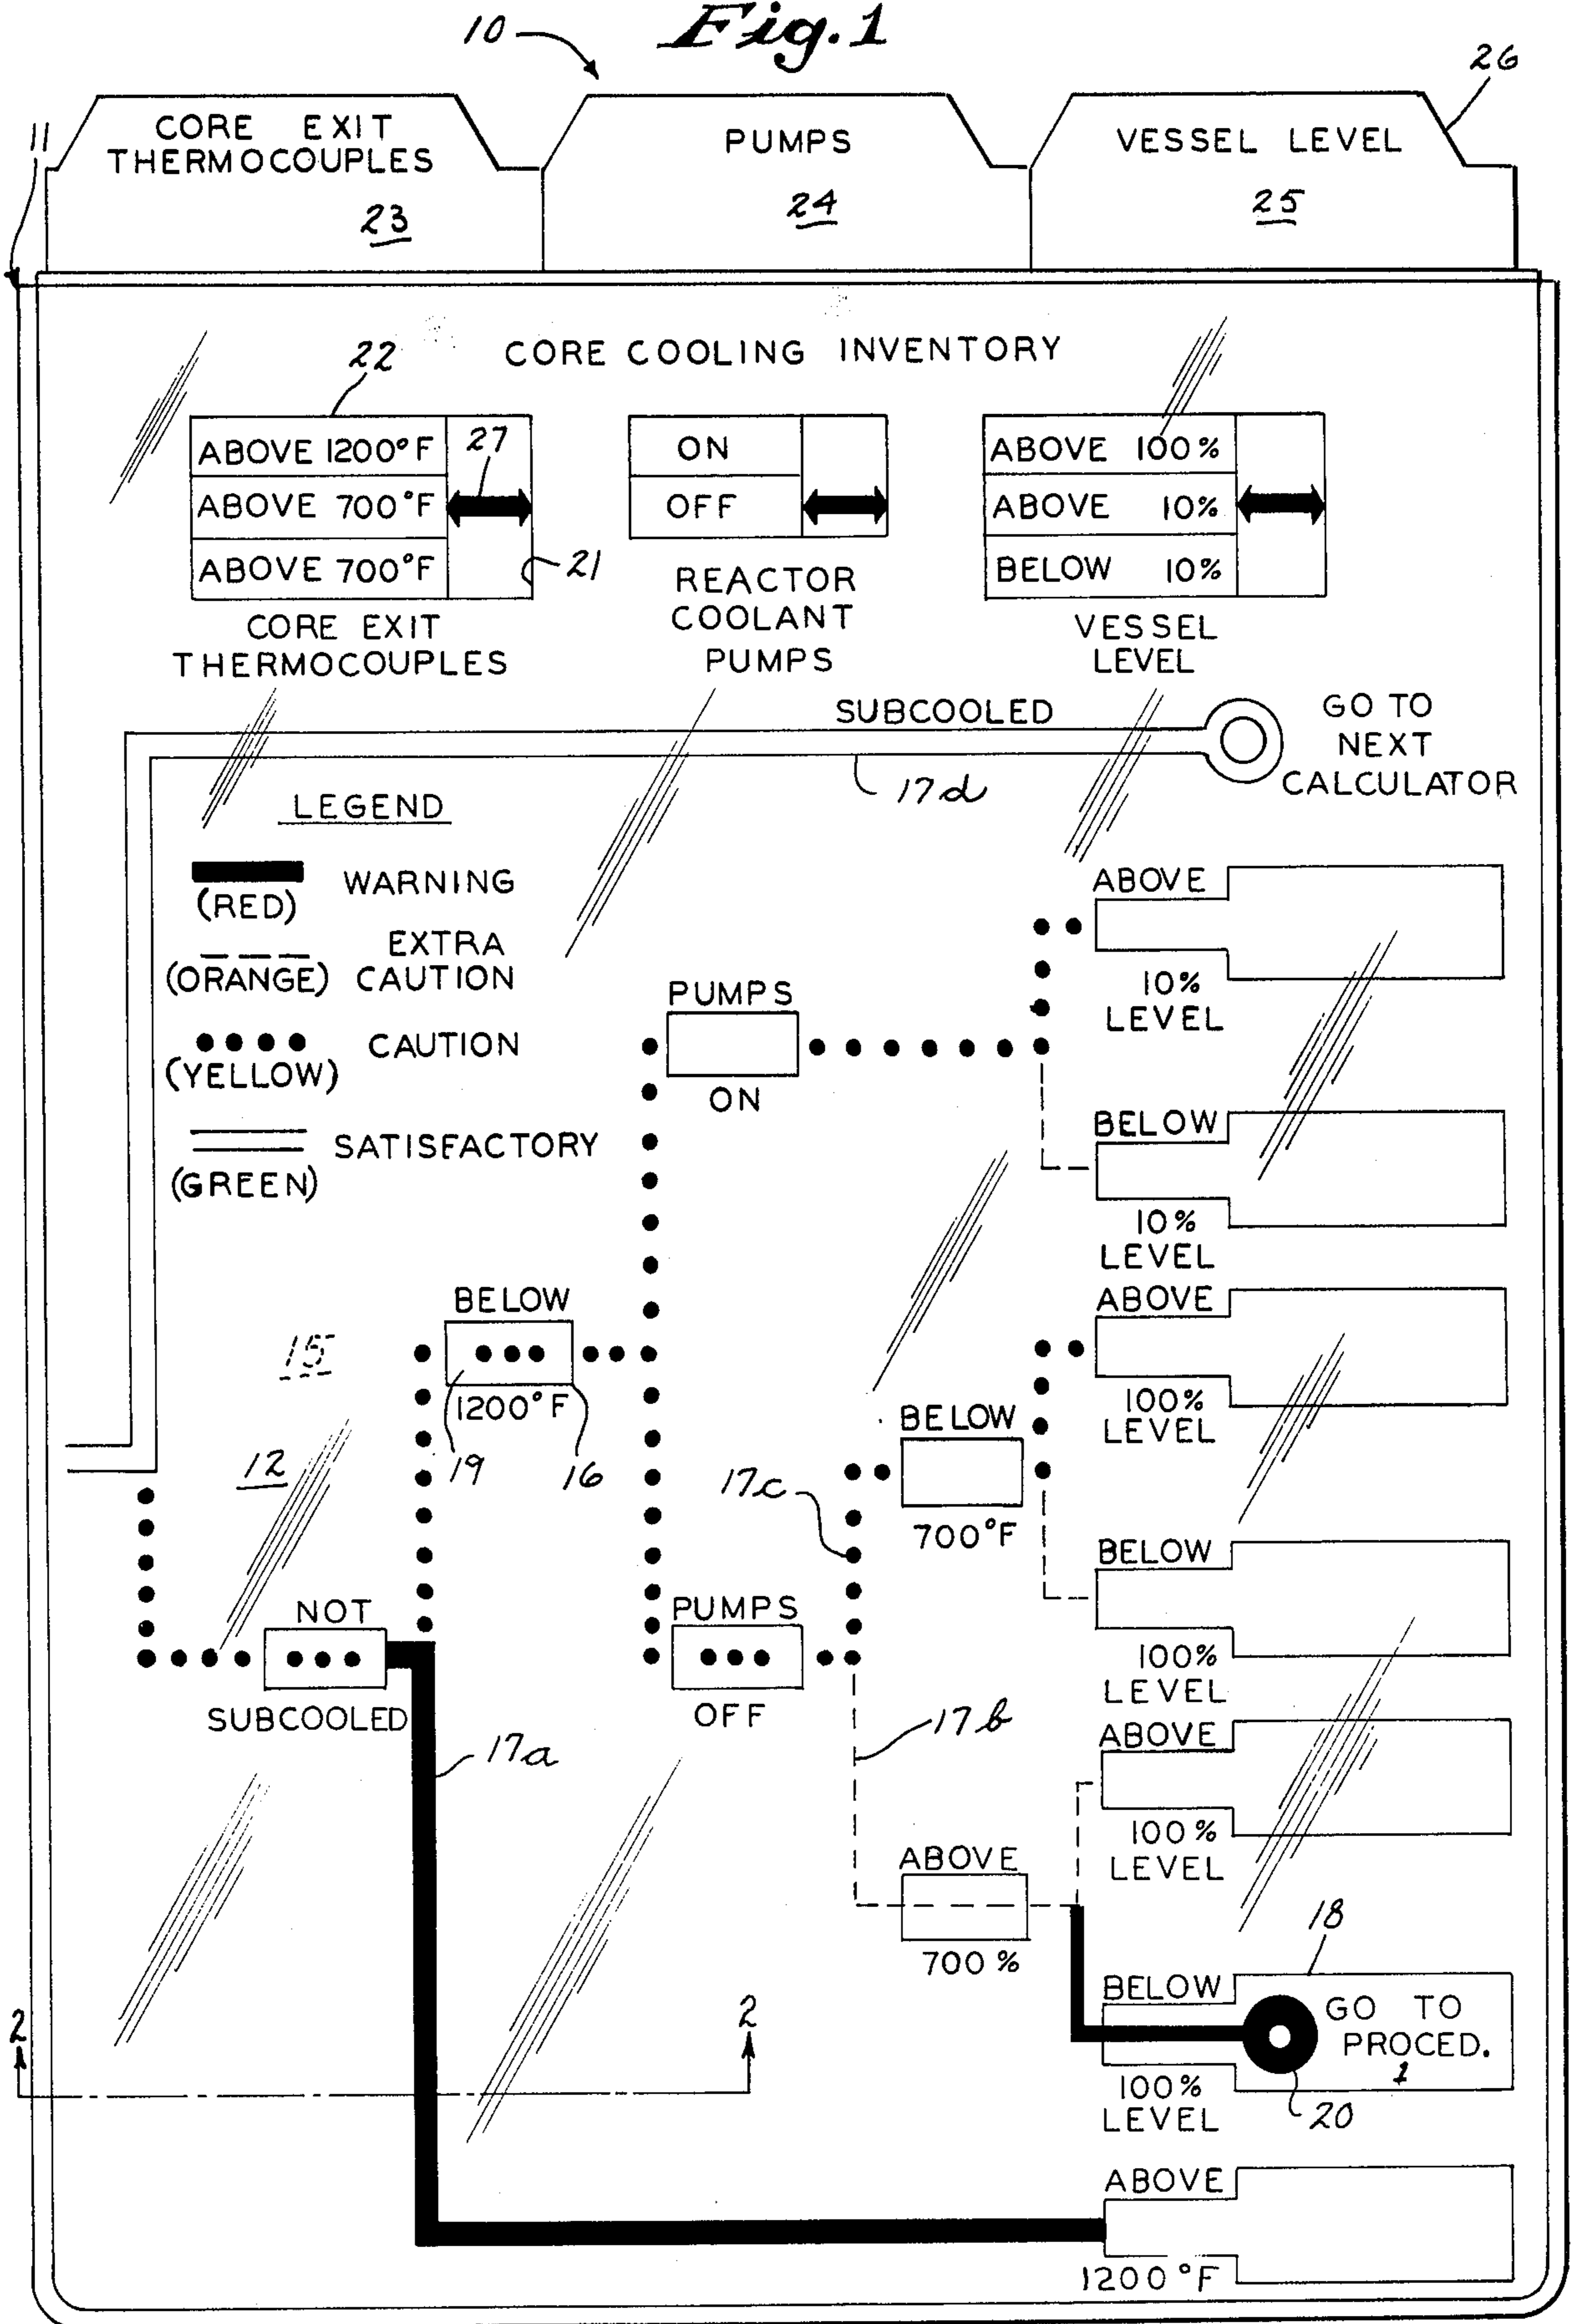 Fig.1
10
26
11
CORE EXIT
THERMOCOUPLES
23
PUMPS
24
VESSEL LEVEL
25
CORE COOLING INVENTORY
22
ABOVE 1200°F
ABOVE 700°F
ABOVE 700°F
27
21
CORE EXIT
THERMOCOUPLES
ON
OFF
REACTOR
COOLANT
PUMPS
ABOVE 100%
ABOVE 10%
BELOW 10%
VESSEL
LEVEL
SUBCOOLED
17d
GO TO
NEXT
CALCULATOR
LEGEND
WARNING
(RED)
EXTRA
(ORANGE) CAUTION
CAUTION
(YELLOW)
SATISFACTORY
(GREEN)
PUMPS
ON
ABOVE
10%
LEVEL
BELOW
10%
LEVEL
BELOW
1200°F
19
16
15
12
ABOVE
100%
LEVEL
BELOW
700°F
17c
BELOW
100%
LEVEL
NOT
SUBCOOLED
17a
PUMPS
OFF
17b
ABOVE
100%
LEVEL
ABOVE
700%
18
BELOW
100%
LEVEL
GO TO
PROCED.
1
20
2
2
ABOVE
1200°F